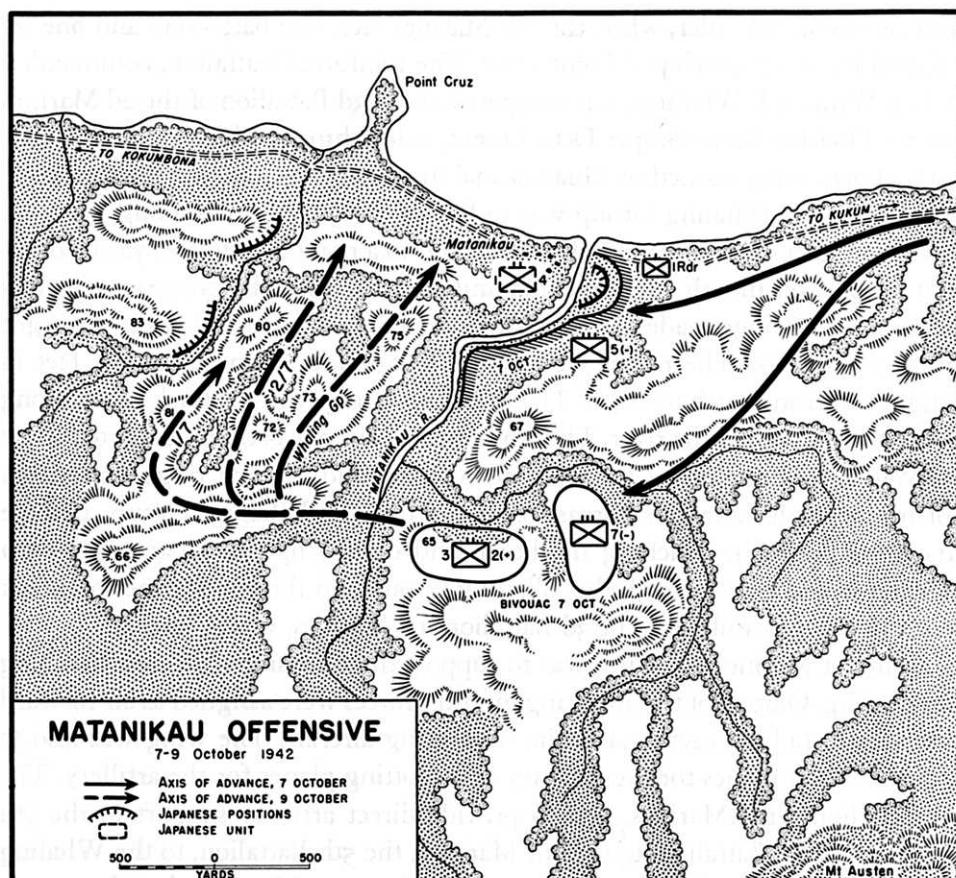 Point Cruz
TO KOKUMBONA
TO KUKUM
Matanikau
4
1Rdr
83
80
75
7 OCT
5(-)
81
1/7
2/7
73
72
Whaling GP.
MATANIKAU R.
67
66
65
3
2(+)
7(-)
BIVOUAC 7 OCT
MATANIKAU OFFENSIVE
7-9 October 1942
AXIS OF ADVANCE, 7 OCTOBER
AXIS OF ADVANCE, 9 OCTOBER
JAPANESE POSITIONS
JAPANESE UNIT
500 0 500
YARDS
Mt Austen